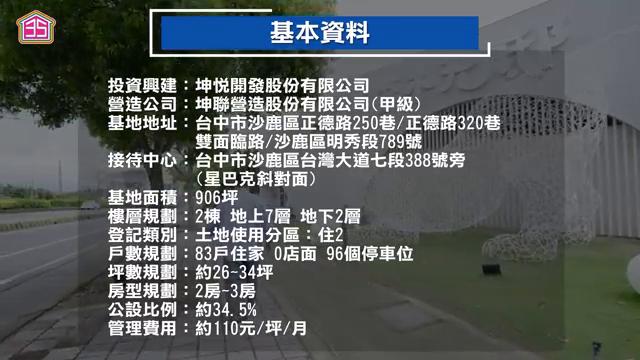 35
基本資料
投資興建：坤悦開發股份有限公司
營造公司：坤聯營造股份有限公司(甲級)
基地地址：台中市沙鹿區正德路250巷/正德路320巷
雙面臨路/沙鹿區明秀段789號
接待中心：台中市沙鹿區台灣大道七段388號旁
(星巴克斜對面)
基地面積：906坪
樓層規劃：2棟 地上7層 地下2層
登記類別：土地使用分區：住2
戶數規劃：83戶住家 0店面 96個停車位
坪數規劃：約26~34坪
房型規劃：2房~3房
公設比例：約34.5%
管理費用：約110元/坪/月